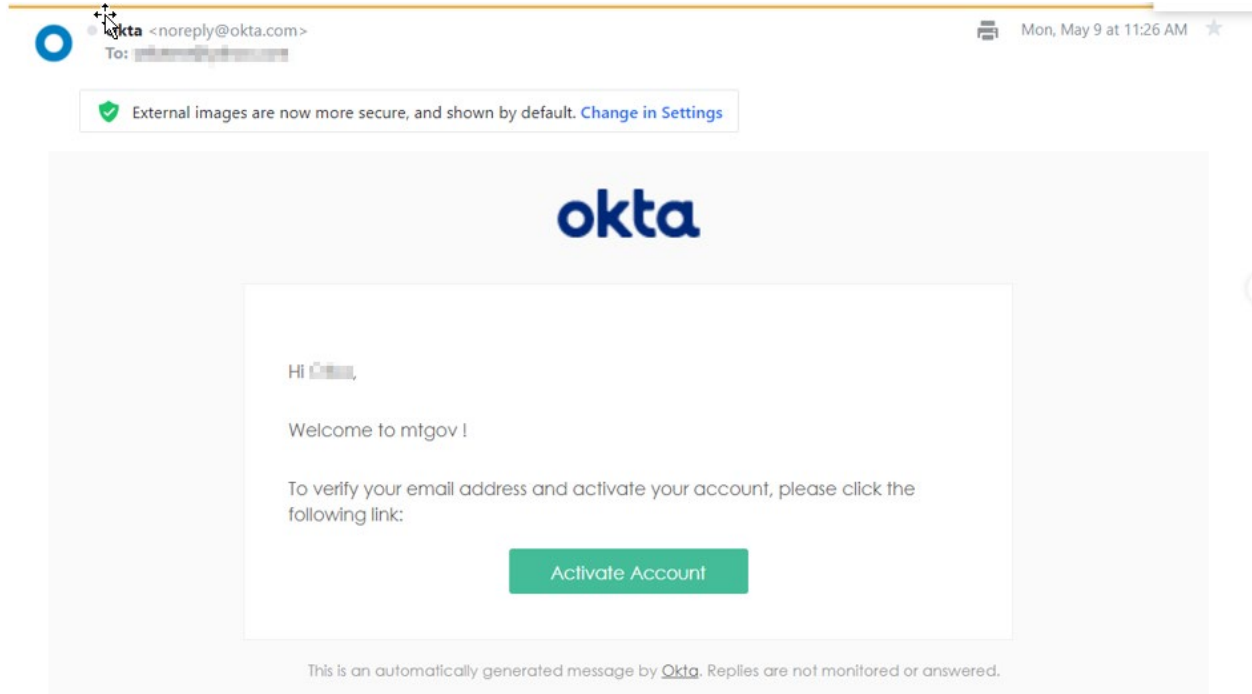 okta <noreply@okta.com>
Mon, May 9 at 11:26 AM
To:
External images are now more secure, and shown by default. Change in Settings
okta
Hi
Welcome to mtgov !
To verify your email address and activate your account, please click the
following link:
Activate Account
This is an automatically generated message by Okta. Replies are not monitored or answered.